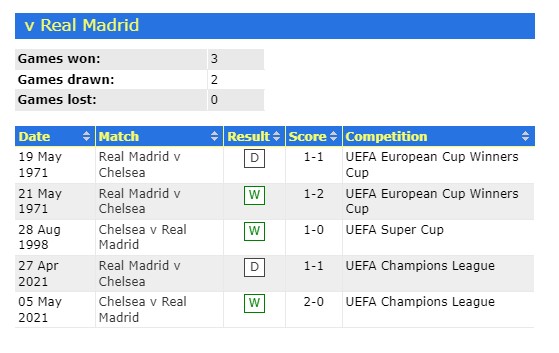 v Real Madrid
Games won: 3
Games drawn: 2
Games lost: 0
Date Match Result Score Competition
19 May Real Madrid v D 1-1 UEFA European Cup Winners
1971 Chelsea Cup
21 May Real Madrid v W 1-2 UEFA European Cup Winners
1971 Chelsea Cup
28 Aug Chelsea v Real W 1-0 UEFA Super Cup
1998 Madrid
27 Apr Real Madrid v D 1-1 UEFA Champions League
2021 Chelsea
05 May Chelsea v Real W 2-0 UEFA Champions League
2021 Madrid